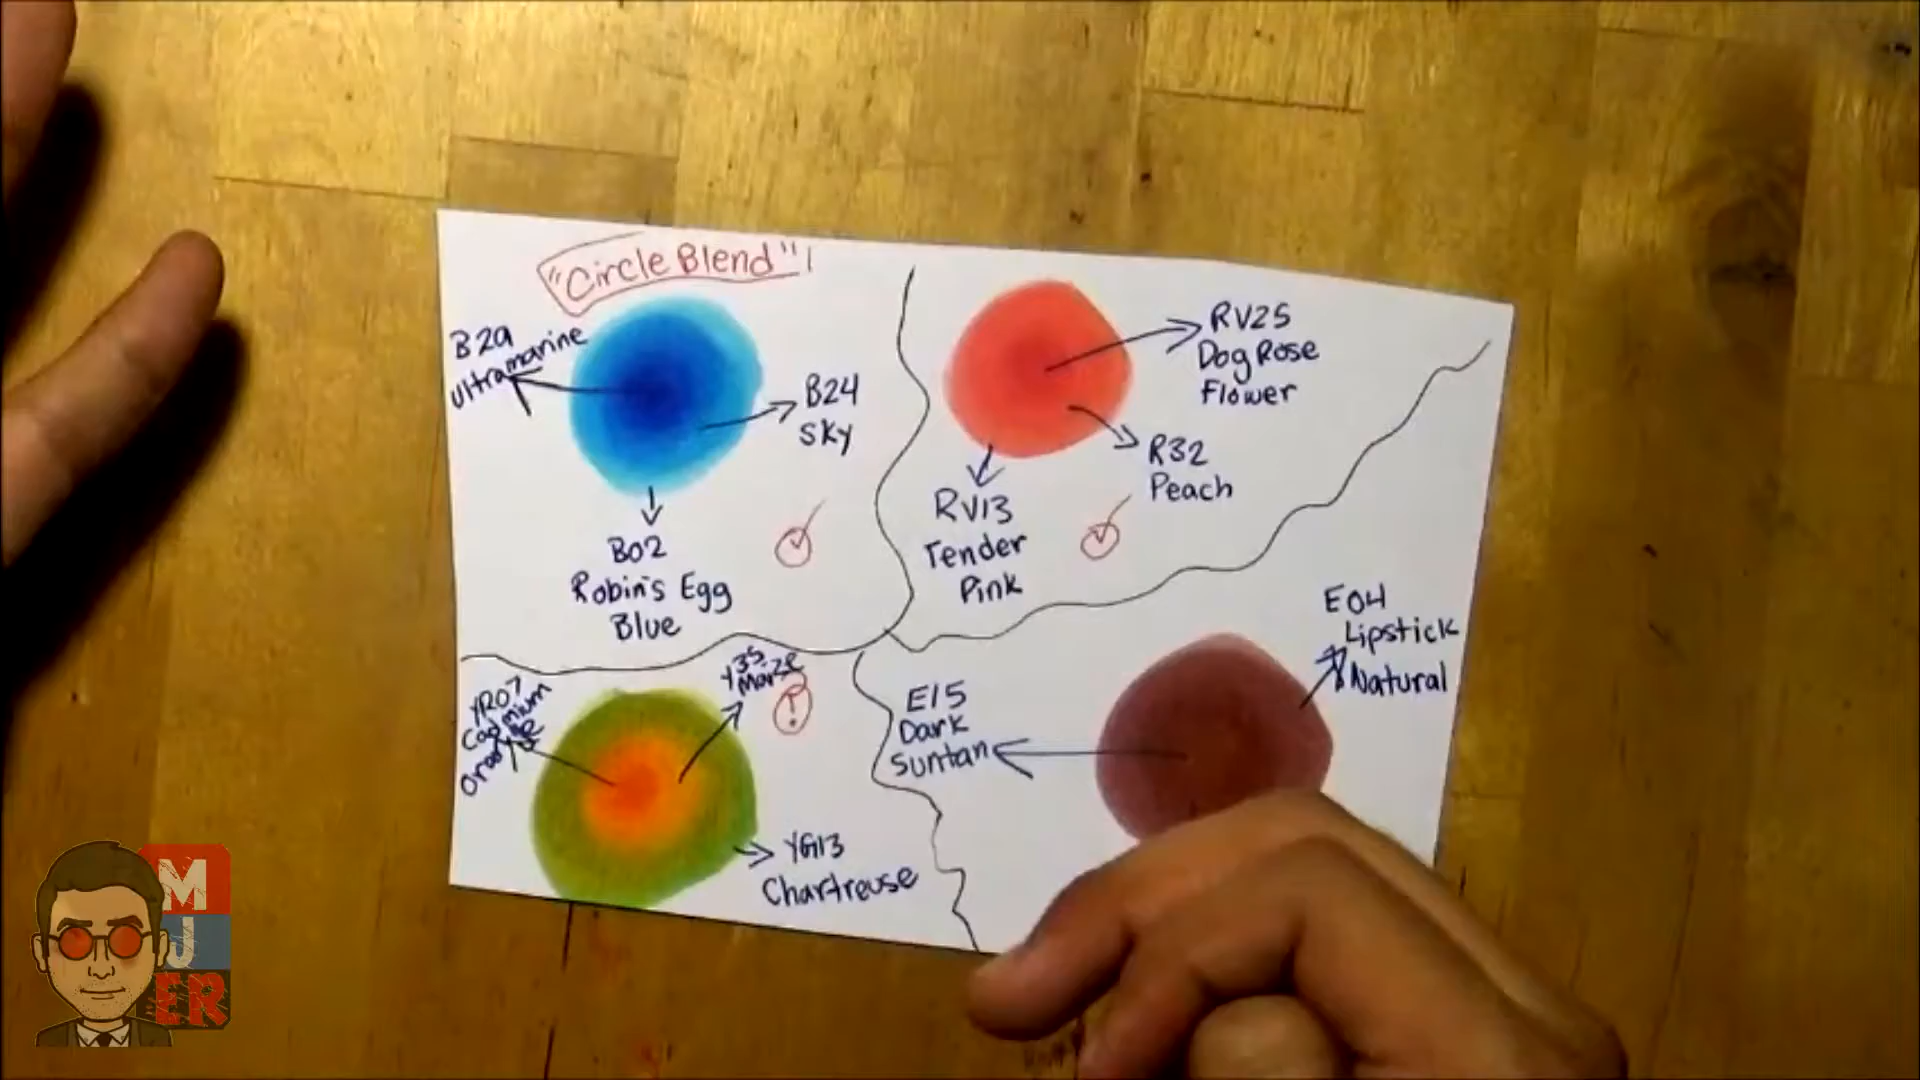 "Circle Blend"
B29
Ultramarine
B24
Sky
B02
Robin's Egg
Blue
RV25
Dog Rose
Flower
R32
Peach
RV13
Tender
Pink
YR07
Cadmium
Orange
Y35
Maize
!
YG13
Chartreuse
E15
Dark
Suntan
E04
Lipstick
Natural
M
J
ER